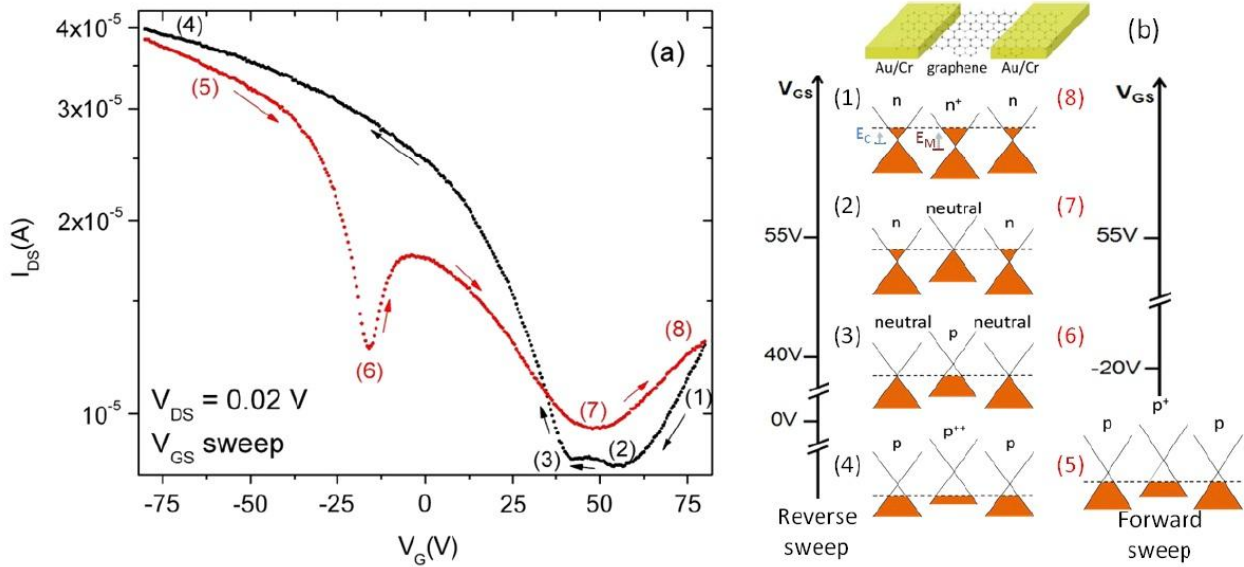 4x10⁻⁵
3x10⁻⁵
2x10⁻⁵
10⁻⁵
I_DS(A)
(4)
(a)
(5)
(6)
(8)
(7)
(1)
(3)
(2)
V_DS = 0.02 V
V_GS sweep
-75 -50 -25 0 25 50 75
V_G(V)
(b)
Au/Cr graphene Au/Cr
V_GS
V_GS
(1) n n⁺ n (8)
E_C E_M
(2) n neutral n (7)
55V
55V
(3) neutral p neutral (6)
40V
-20V
0V
(4) p p⁺⁺ p (5) p p⁺ p
Reverse
sweep
Forward
sweep